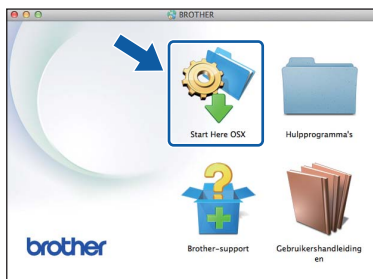 BROTHER
Start Here OSX
Hulpprogramma's
Brother-support
Gebruikershandleiding
en
brother